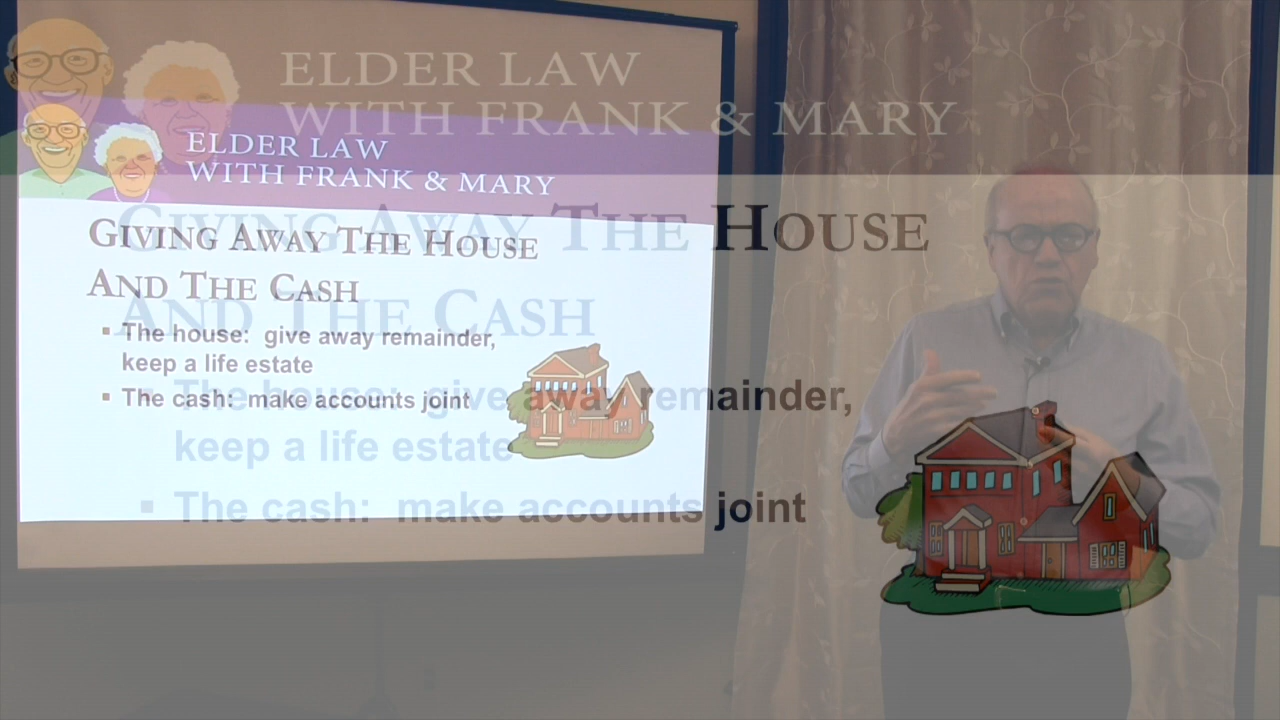 ELDER LAW
WITH FRANK & MARY
GIVING AWAY THE HOUSE
AND THE CASH
▪ The house: give away remainder,
keep a life estate
▪ The cash: make accounts joint
ELDER LAW
WITH FRANK & MARY
GIVING AWAY THE HOUSE
AND THE CASH
▪ The house: give away remainder,
keep a life estate
▪ The cash: make accounts joint